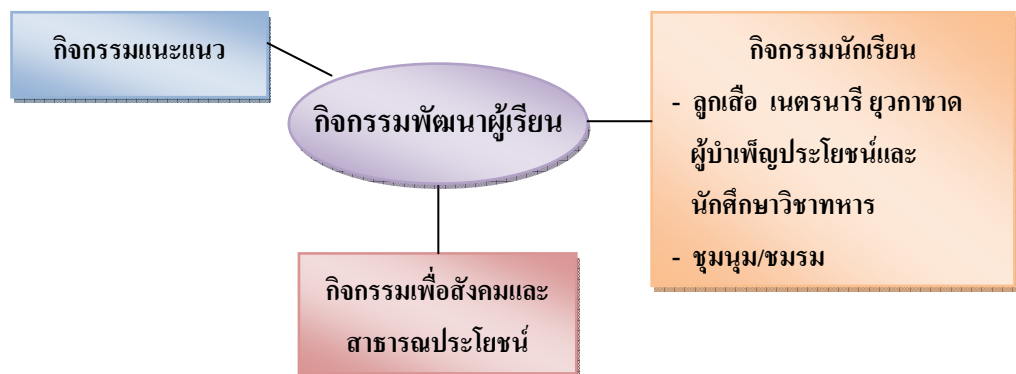 กิจกรรมแนะแนว
กิจกรรมพัฒนาผู้เรียน
กิจกรรมนักเรียน
- ลูกเสือ เนตรนารี ยุวกาชาด
ผู้บำเพ็ญประโยชน์และ
นักศึกษาวิชาทหาร
- ชุมนุม/ชมรม
กิจกรรมเพื่อสังคมและ
สาธารณประโยชน์